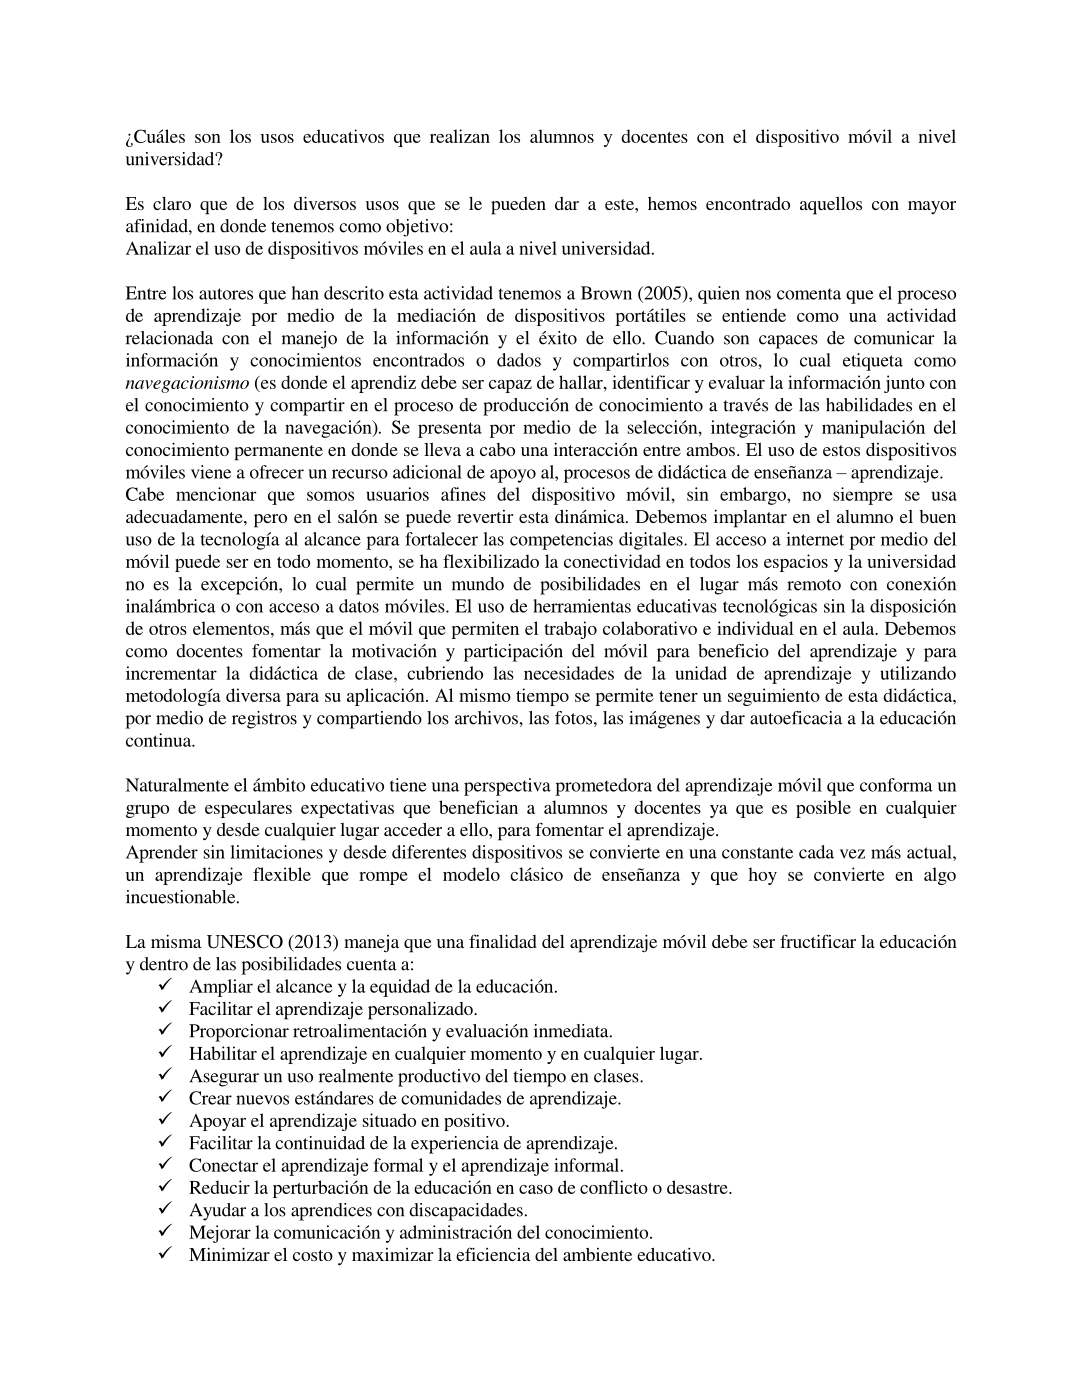 ¿Cuáles son los usos educativos que realizan los alumnos y docentes con el dispositivo móvil a nivel
universidad?
Es claro que de los diversos usos que se le pueden dar a este, hemos encontrado aquellos con mayor
afinidad, en donde tenemos como objetivo:
Analizar el uso de dispositivos móviles en el aula a nivel universidad.
Entre los autores que han descrito esta actividad tenemos a Brown (2005), quien nos comenta que el proceso
de aprendizaje por medio de la mediación de dispositivos portátiles se entiende como una actividad
relacionada con el manejo de la información y el éxito de ello. Cuando son capaces de comunicar la
información y conocimientos encontrados o dados y compartirlos con otros, lo cual etiqueta como
navegacionismo (es donde el aprendiz debe ser capaz de hallar, identificar y evaluar la información junto con
el conocimiento y compartir en el proceso de producción de conocimiento a través de las habilidades en el
conocimiento de la navegación). Se presenta por medio de la selección, integración y manipulación del
conocimiento permanente en donde se lleva a cabo una interacción entre ambos. El uso de estos dispositivos
móviles viene a ofrecer un recurso adicional de apoyo al, procesos de didáctica de enseñanza – aprendizaje.
Cabe mencionar que somos usuarios afines del dispositivo móvil, sin embargo, no siempre se usa
adecuadamente, pero en el salón se puede revertir esta dinámica. Debemos implantar en el alumno el buen
uso de la tecnología al alcance para fortalecer las competencias digitales. El acceso a internet por medio del
móvil puede ser en todo momento, se ha flexibilizado la conectividad en todos los espacios y la universidad
no es la excepción, lo cual permite un mundo de posibilidades en el lugar más remoto con conexión
inalámbrica o con acceso a datos móviles. El uso de herramientas educativas tecnológicas sin la disposición
de otros elementos, más que el móvil que permiten el trabajo colaborativo e individual en el aula. Debemos
como docentes fomentar la motivación y participación del móvil para beneficio del aprendizaje y para
incrementar la didáctica de clase, cubriendo las necesidades de la unidad de aprendizaje y utilizando
metodología diversa para su aplicación. Al mismo tiempo se permite tener un seguimiento de esta didáctica,
por medio de registros y compartiendo los archivos, las fotos, las imágenes y dar autoeficacia a la educación
continua.
Naturalmente el ámbito educativo tiene una perspectiva prometedora del aprendizaje móvil que conforma un
grupo de especulares expectativas que benefician a alumnos y docentes ya que es posible en cualquier
momento y desde cualquier lugar acceder a ello, para fomentar el aprendizaje.
Aprender sin limitaciones y desde diferentes dispositivos se convierte en una constante cada vez más actual,
un aprendizaje flexible que rompe el modelo clásico de enseñanza y que hoy se convierte en algo
incuestionable.
La misma UNESCO (2013) maneja que una finalidad del aprendizaje móvil debe ser fructificar la educación
y dentro de las posibilidades cuenta a:
✓ Ampliar el alcance y la equidad de la educación.
✓ Facilitar el aprendizaje personalizado.
✓ Proporcionar retroalimentación y evaluación inmediata.
✓ Habilitar el aprendizaje en cualquier momento y en cualquier lugar.
✓ Asegurar un uso realmente productivo del tiempo en clases.
✓ Crear nuevos estándares de comunidades de aprendizaje.
✓ Apoyar el aprendizaje situado en positivo.
✓ Facilitar la continuidad de la experiencia de aprendizaje.
✓ Conectar el aprendizaje formal y el aprendizaje informal.
✓ Reducir la perturbación de la educación en caso de conflicto o desastre.
✓ Ayudar a los aprendices con discapacidades.
✓ Mejorar la comunicación y administración del conocimiento.
✓ Minimizar el costo y maximizar la eficiencia del ambiente educativo.